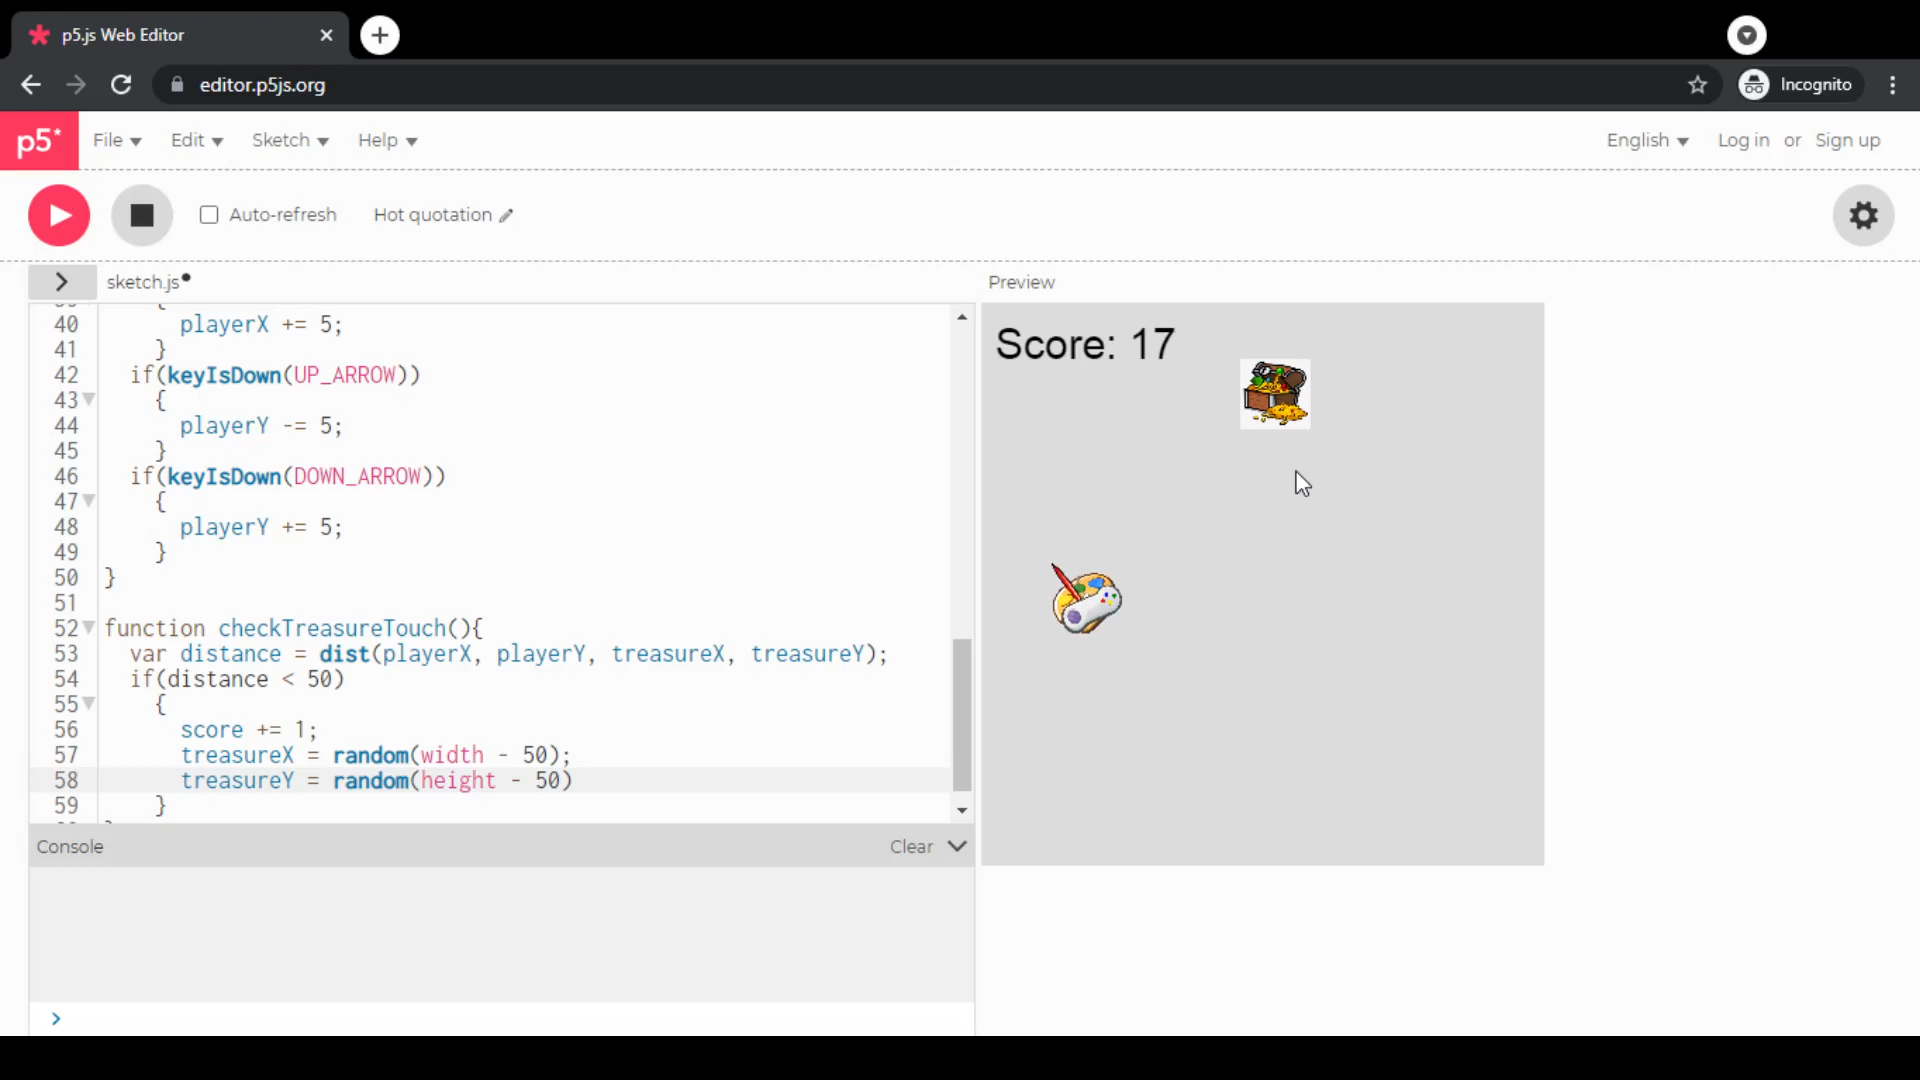 p5.js Web Editor
editor.p5js.org
Incognito
p5*
File
Edit
Sketch
Help
English
Log in or Sign up
Auto-refresh
Hot quotation
sketch.js
Preview
40 playerX += 5;
41 }
42 if(keyIsDown(UP_ARROW))
43 {
44 playerY -= 5;
45 }
46 if(keyIsDown(DOWN_ARROW))
47 {
48 playerY += 5;
49 }
50 }
51
52 function checkTreasureTouch(){
53 var distance = dist(playerX, playerY, treasureX, treasureY);
54 if(distance < 50)
55 {
56 score += 1;
57 treasureX = random(width - 50);
58 treasureY = random(height - 50)
59 }
Score: 17
Console
Clear
>